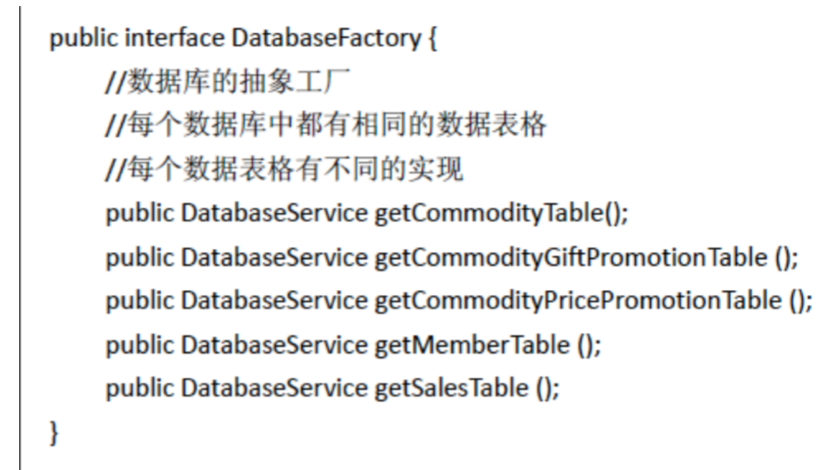 public interface DatabaseFactory {
//数据库的抽象工厂
//每个数据库中都有相同的数据表格
//每个数据表格有不同的实现
public DatabaseService getCommodityTable();
public DatabaseService getCommodityGiftPromotionTable ();
public DatabaseService getCommodityPricePromotionTable ();
public DatabaseService getMemberTable ();
public DatabaseService getSalesTable ();
}